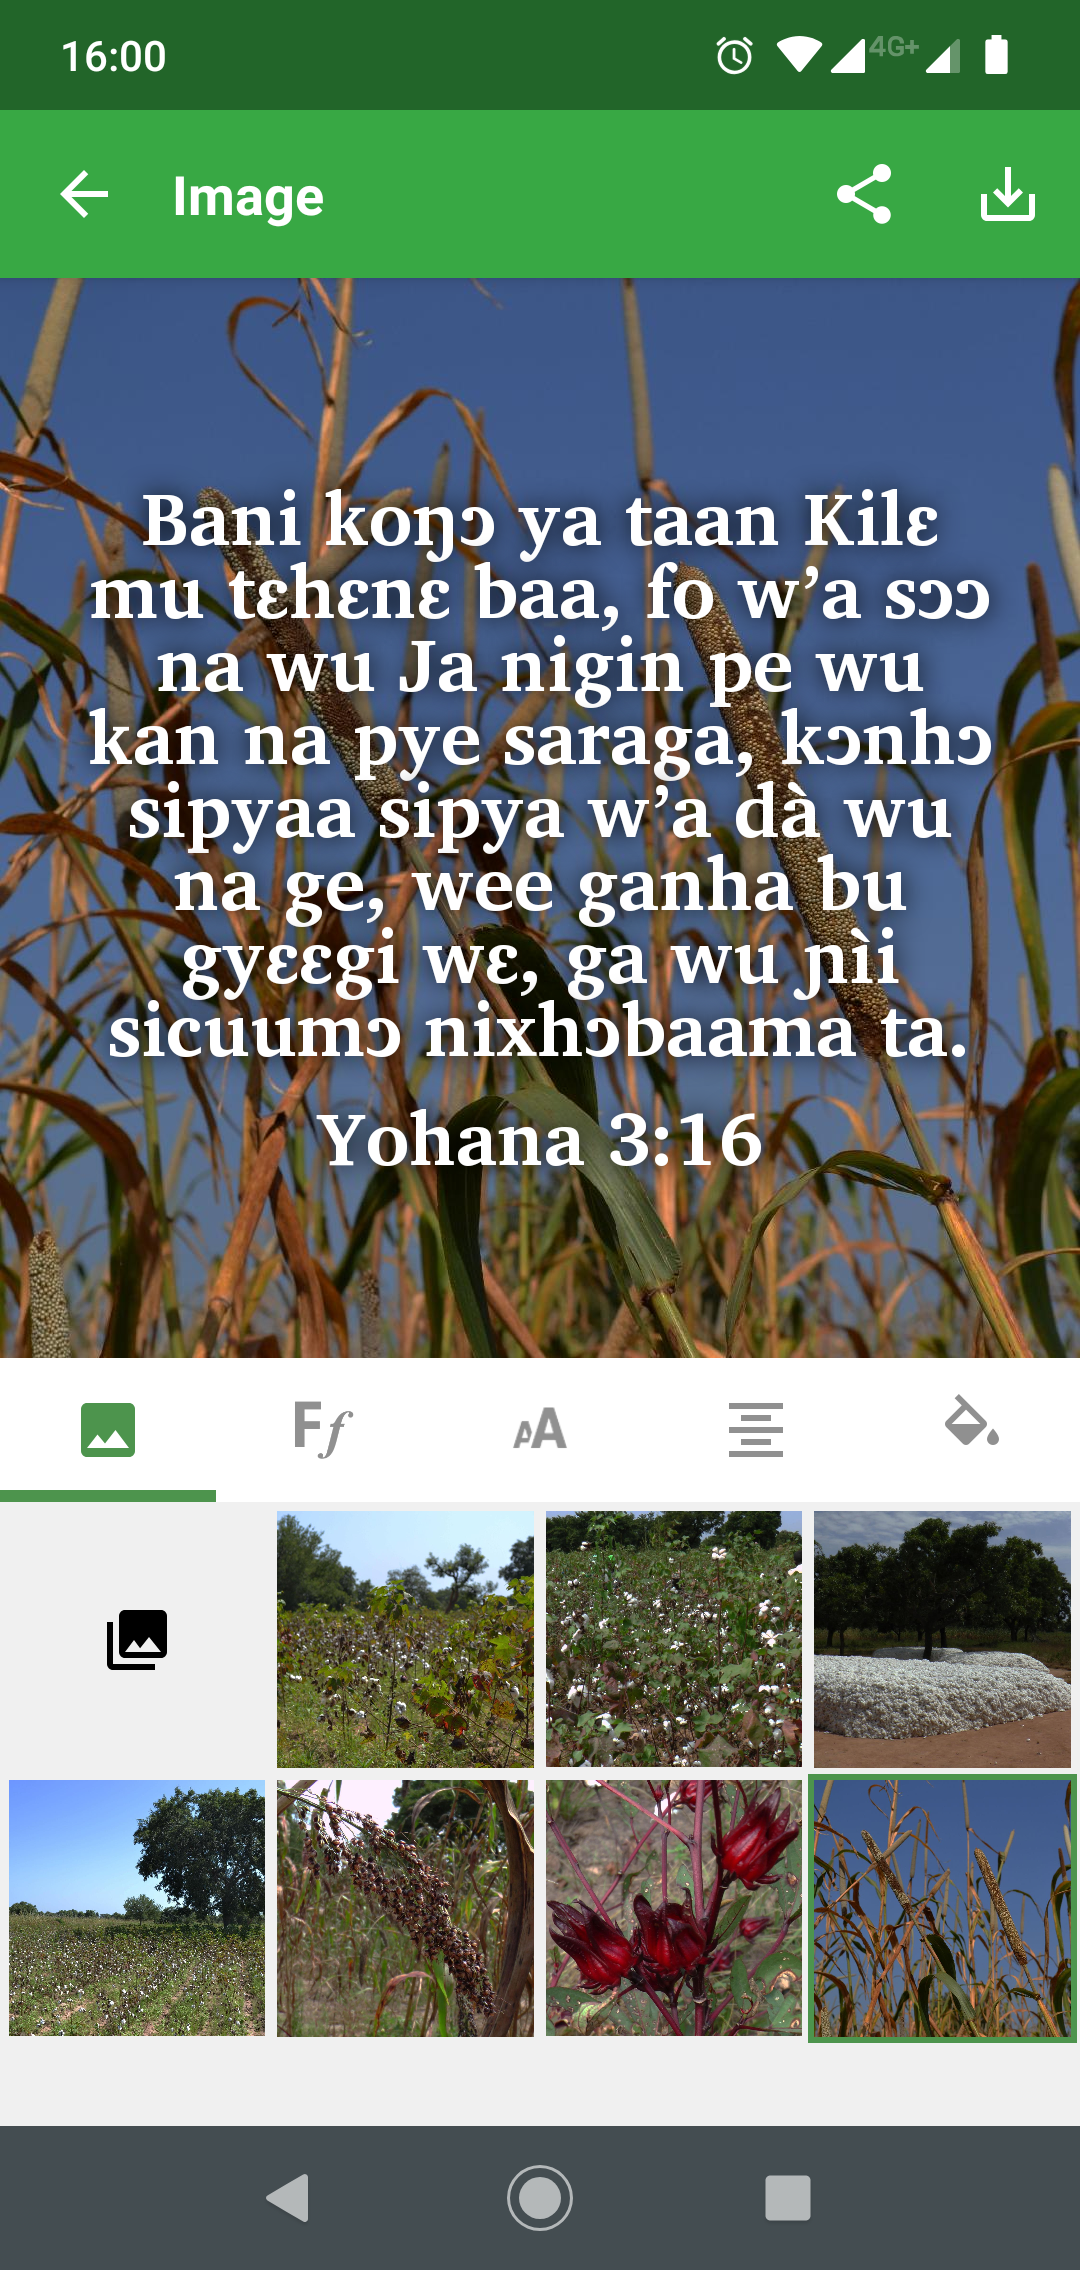 16:00
4G+
Image
Bani koŋɔ ya taan Kilɛ
mu tɛhɛnɛ baa, fo w’a sɔɔ
na wu Ja nigin pe wu
kan na pye saraga, kɔnhɔ
sipyaa sipya w’a dà wu
na ge, wee ganha bu
gyɛɛgi wɛ, ga wu ɲìi
sicuumɔ nixhɔbaama ta.
Yohana 3:16
Ff
AA